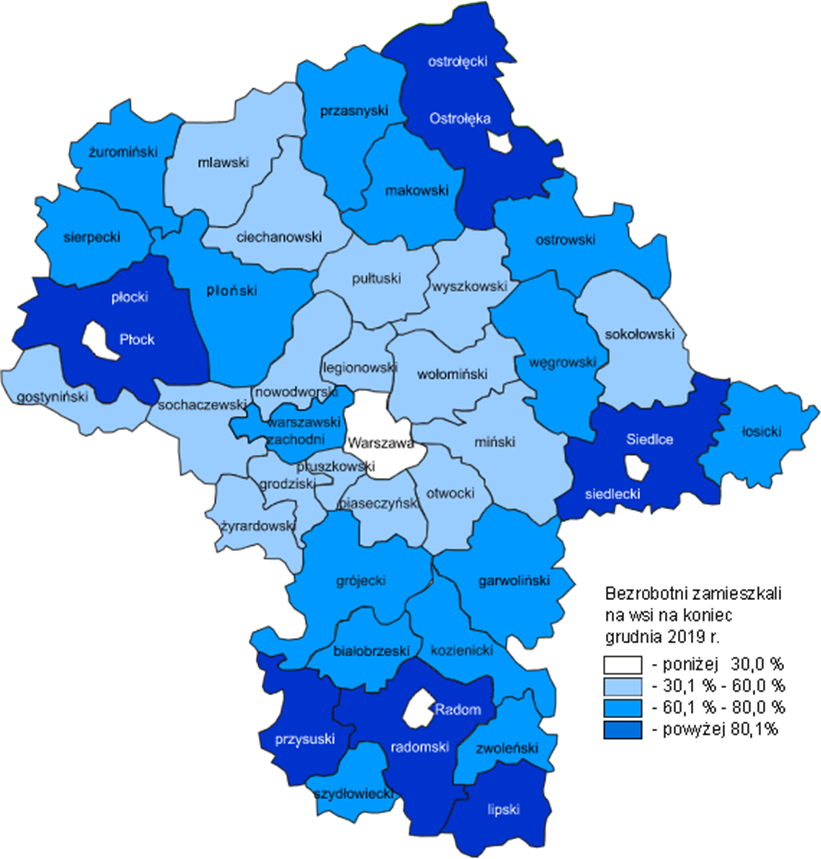 ostrołęcki
Ostrołęka
przasnyski
żuromiński
mławski
makowski
sierpecki
ciechanowski
ostrowski
płocki
Płock
płoński
pułtuski
wyszkowski
sokołowski
węgrowski
legionowski
wołomiński
gostyniński
sochaczewski
nowodworski
warszawski
zachodni
Warszawa
miński
Siedlce
siedlecki
łosicki
pruszkowski
grodziski
piaseczyński
otwocki
żyrardowski
grójecki
garwoliński
białobrzeski
kozienicki
przysuski
Radom
radomski
zwoleński
szydłowiecki
lipski
Bezrobotni zamieszkali
na wsi na koniec
grudnia 2019 r.
- poniżej 30,0 %
- 30,1 % - 60,0 %
- 60,1 % - 80,0 %
- powyżej 80,1%